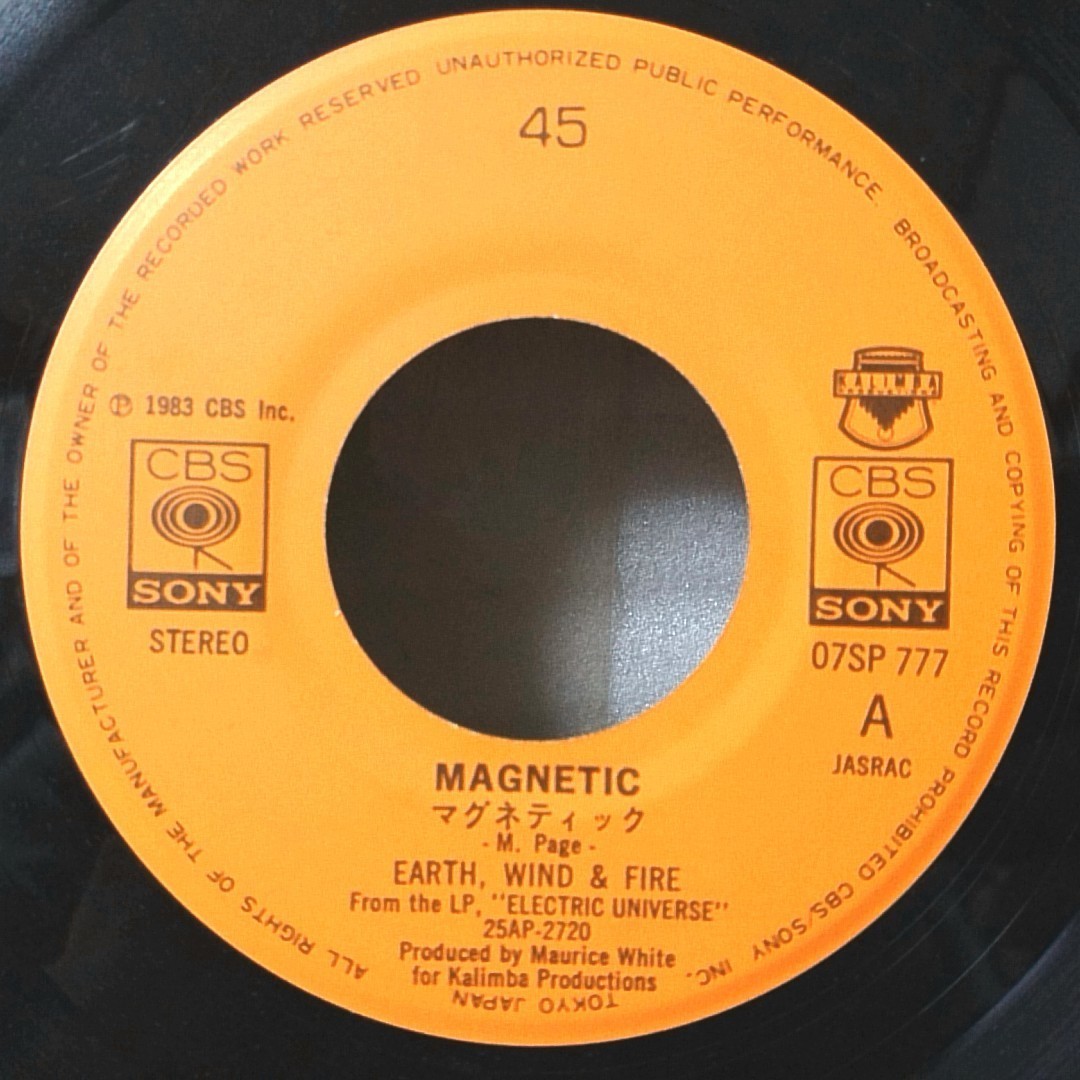 ALL RIGHTS OF THE MANUFACTURER AND OF THE OWNER OF THE RECORDED WORK RESERVED UNAUTHORIZED PUBLIC PERFORMANCE. BROADCASTING AND COPYING OF THIS RECORD PROHIBITED CBS/SONY INC.
TOKYO JAPAN
45
℗ 1983 CBS Inc.
CBS
SONY
STEREO
KALIMBA
CBS
SONY
07SP 777
A
JASRAC
MAGNETIC
マグネティック
- M. Page -
EARTH, WIND & FIRE
From the LP, "ELECTRIC UNIVERSE"
25AP-2720
Produced by Maurice White
for Kalimba Productions